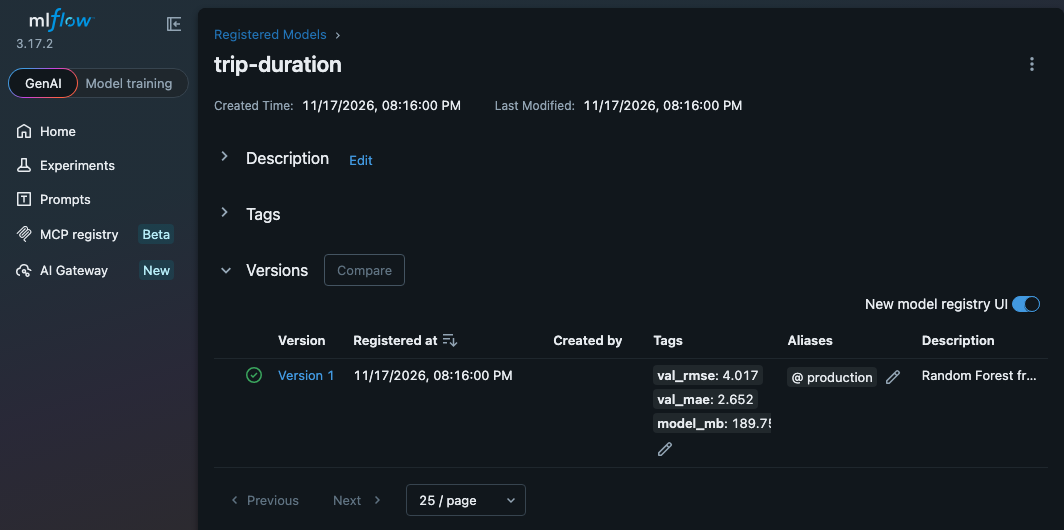 mlflow
3.17.2
GenAI Model training
Home
Experiments
Prompts
MCP registry Beta
AI Gateway New
Registered Models
trip-duration
Created Time: 11/17/2026, 08:16:00 PM Last Modified: 11/17/2026, 08:16:00 PM
Description Edit
Tags
Versions Compare
New model registry UI
Version Registered at Created by Tags Aliases Description
Version 1 11/17/2026, 08:16:00 PM val_rmse: 4.017 @ production Random Forest fr...
val_mae: 2.652
model_mb: 189.75
Previous Next 25 / page